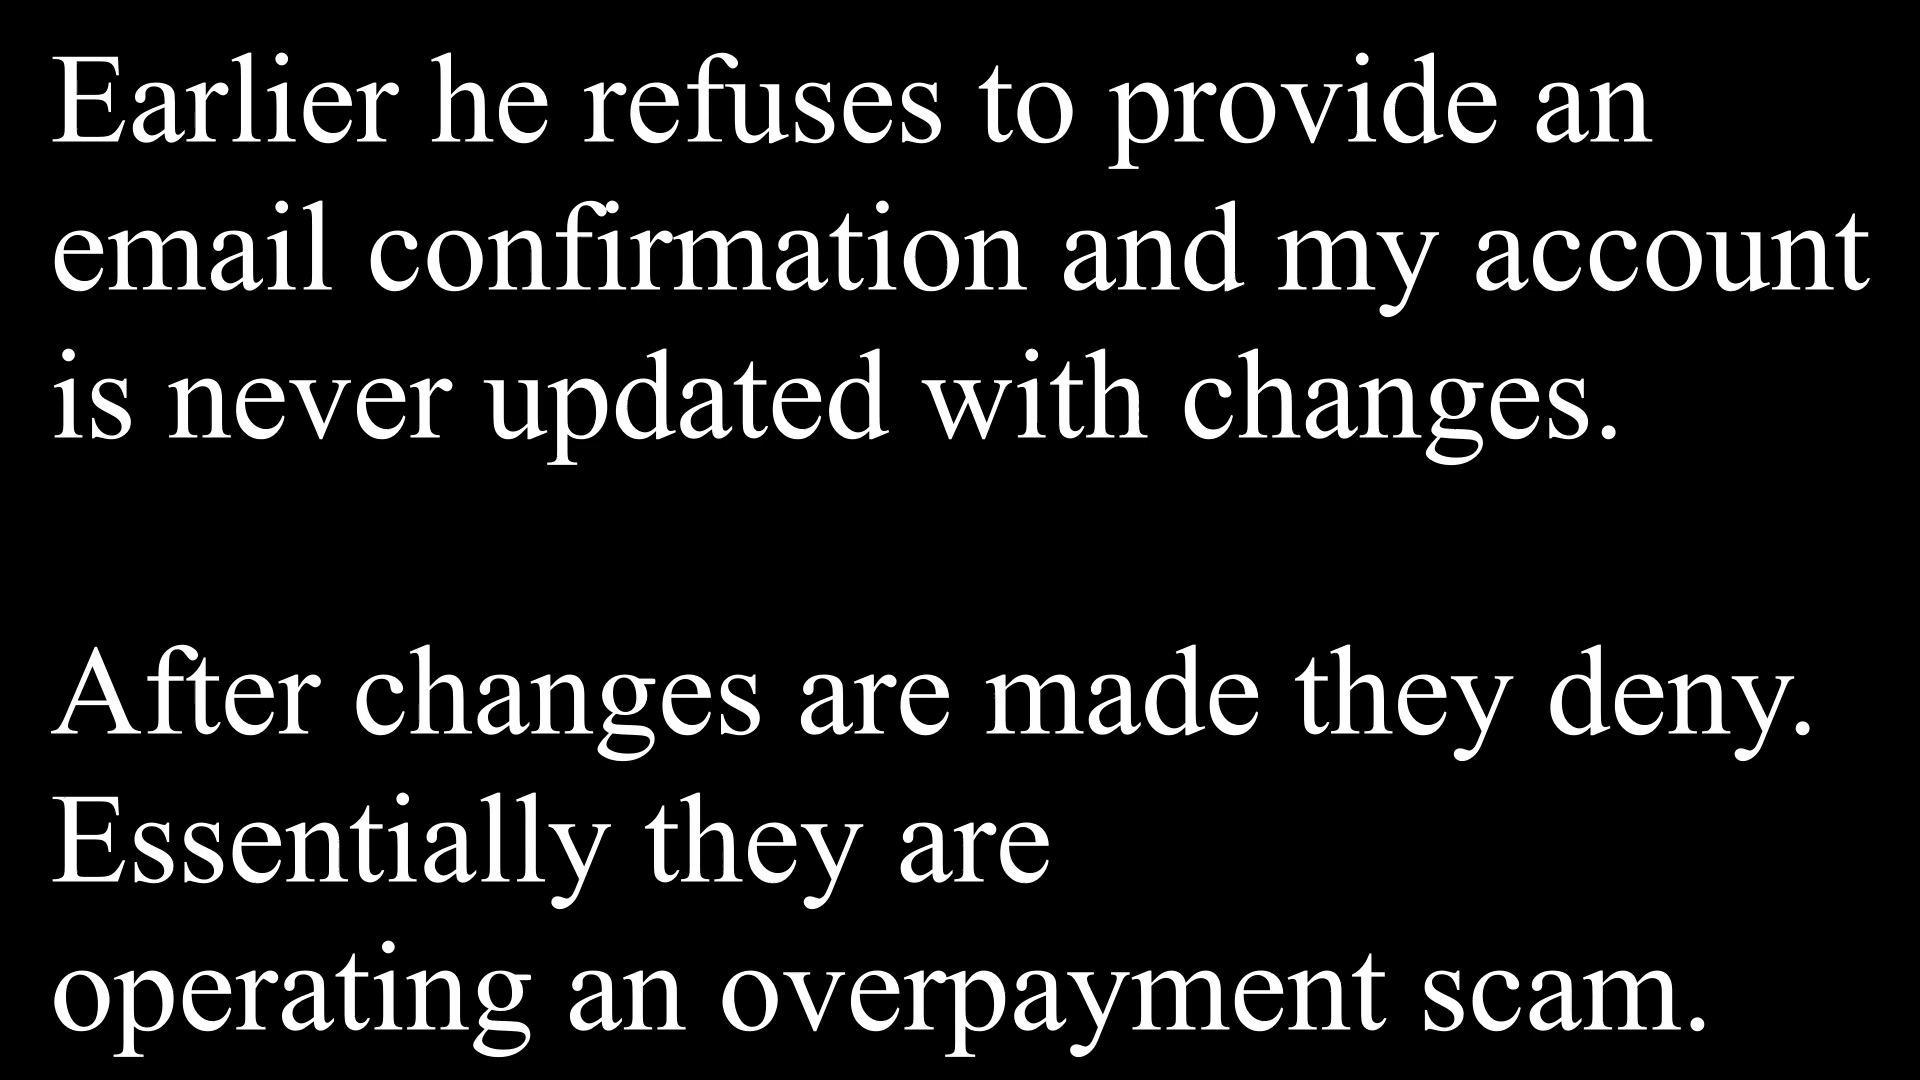 Earlier he refuses to provide an
email confirmation and my account
is never updated with changes.
After changes are made they deny.
Essentially they are
operating an overpayment scam.